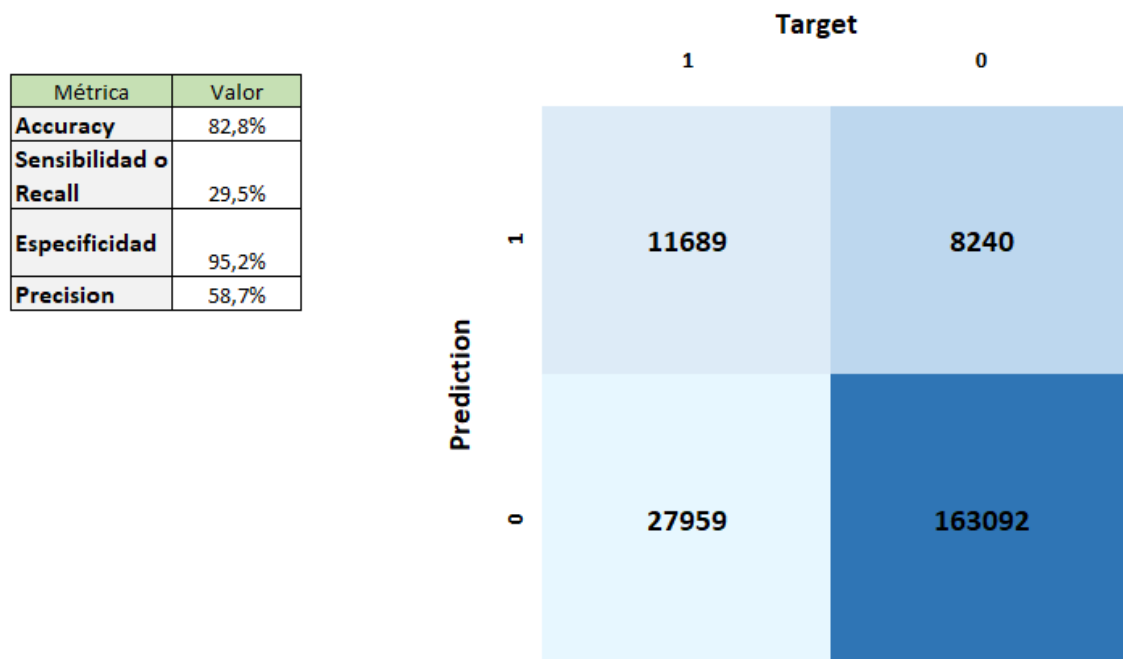 Métrica Valor
Accuracy 82,8%
Sensibilidad o
Recall 29,5%
Especificidad 95,2%
Precision 58,7%
Target
1 0
Prediction
1 11689 8240
0 27959 163092